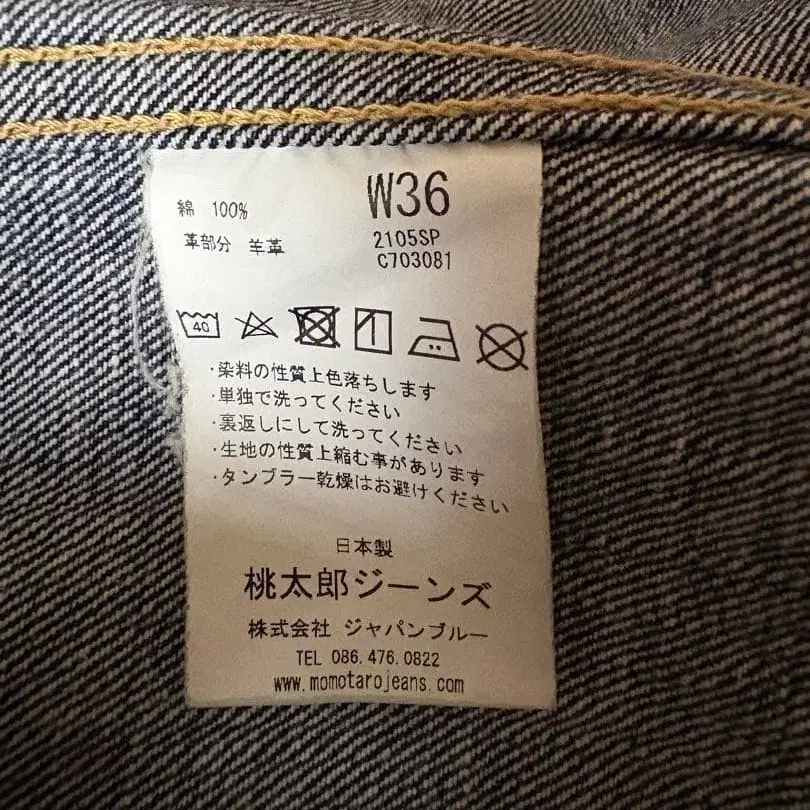 綿 100%
W36
革部分 羊革
2105SP
C703081
40
・染料の性質上色落ちします
・単独で洗ってください
・裏返しにして洗ってください
・生地の性質上縮む事があります
・タンブラー乾燥はお避けください
日本製
桃太郎ジーンズ
株式会社 ジャパンブルー
TEL 086.476.0822
www.momotarojeans.com